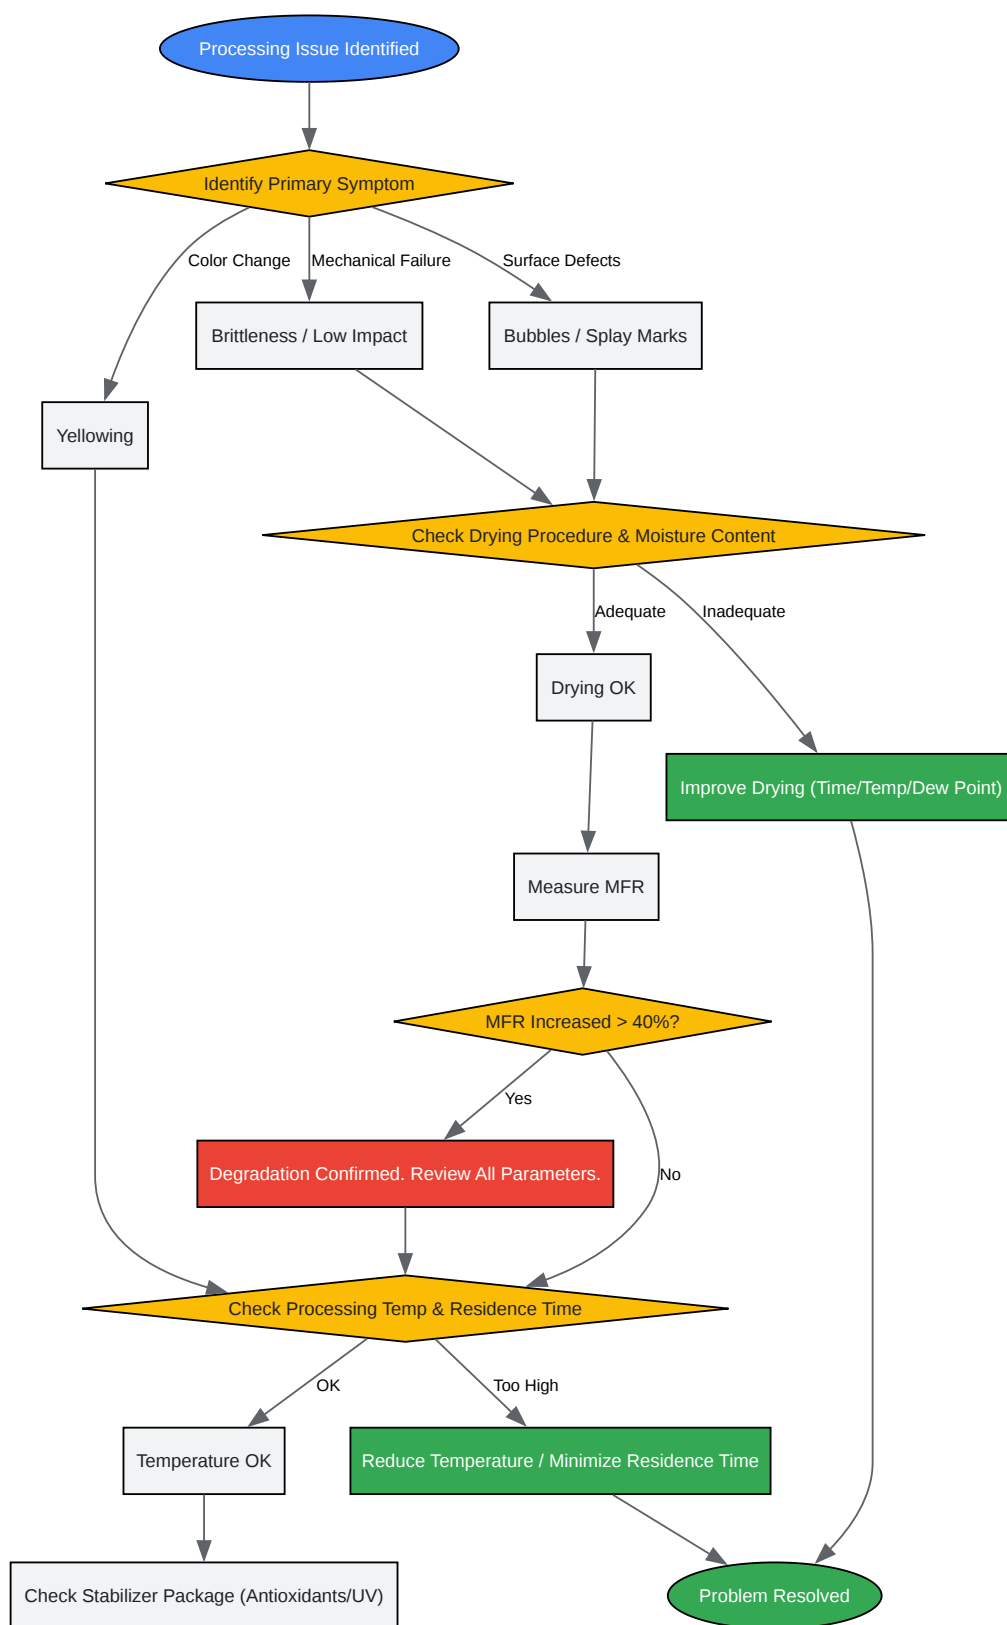 Processing Issue Identified
Identify Primary Symptom
Color Change
Mechanical Failure
Surface Defects
Brittleness / Low Impact
Bubbles / Splay Marks
Yellowing
Check Drying Procedure & Moisture Content
Adequate
Inadequate
Drying OK
Improve Drying (Time/Temp/Dew Point)
Measure MFR
MFR Increased > 40%?
Yes
Degradation Confirmed. Review All Parameters.
No
Check Processing Temp & Residence Time
OK
Too High
Temperature OK
Reduce Temperature / Minimize Residence Time
Check Stabilizer Package (Antioxidants/UV)
Problem Resolved